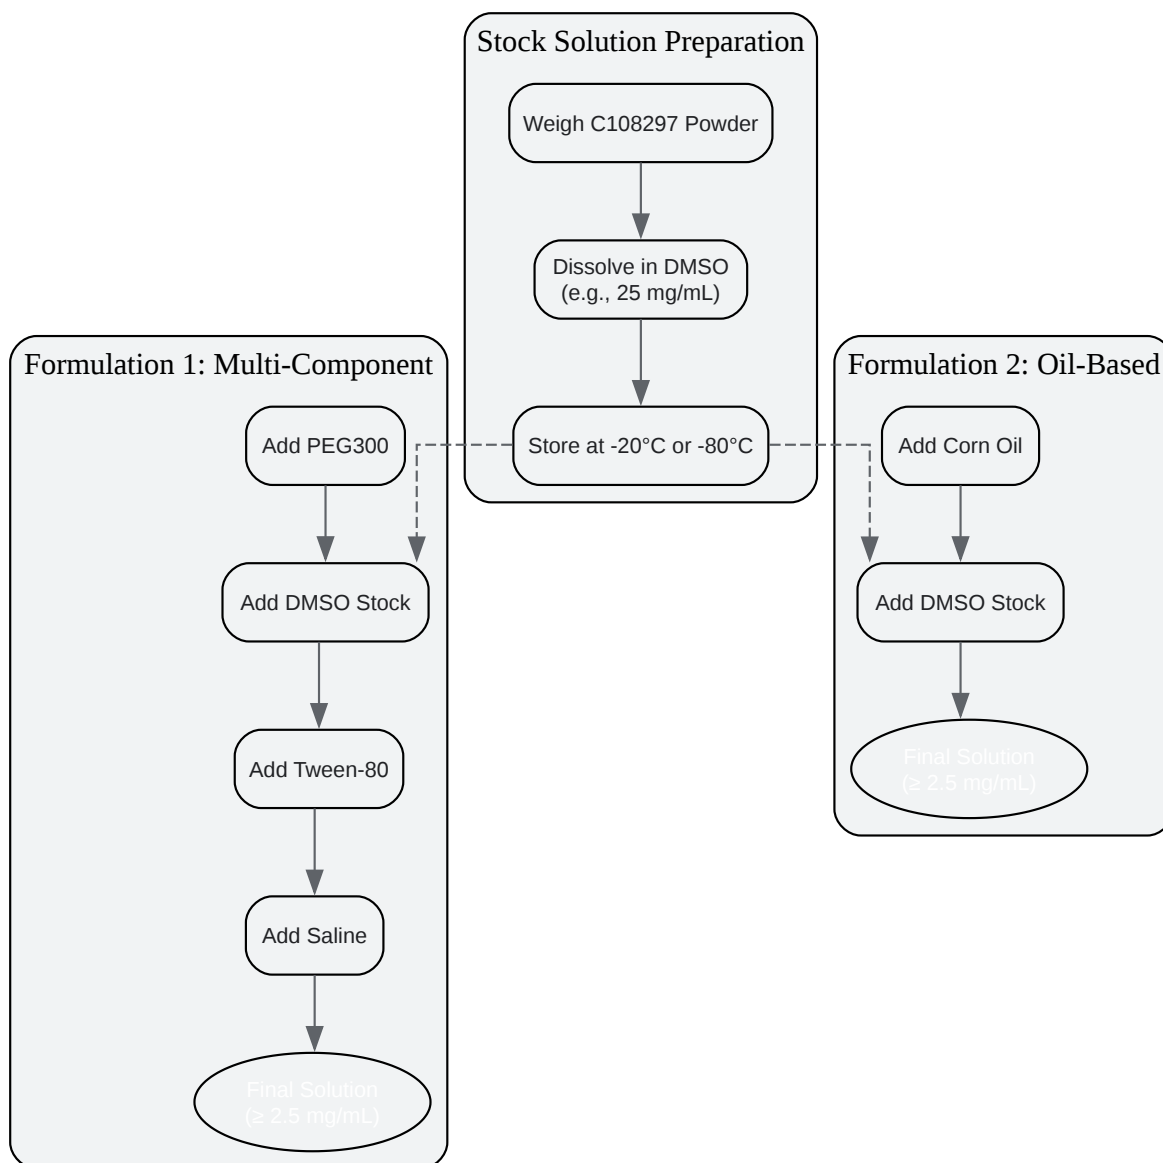 Stock Solution Preparation
Weigh C108297 Powder
Dissolve in DMSO
(e.g., 25 mg/mL)
Store at -20°C or -80°C
Formulation 1: Multi-Component
Add PEG300
Add DMSO Stock
Add Tween-80
Add Saline
Final Solution
(≥ 2.5 mg/mL)
Formulation 2: Oil-Based
Add Corn Oil
Add DMSO Stock
Final Solution
(≥ 2.5 mg/mL)